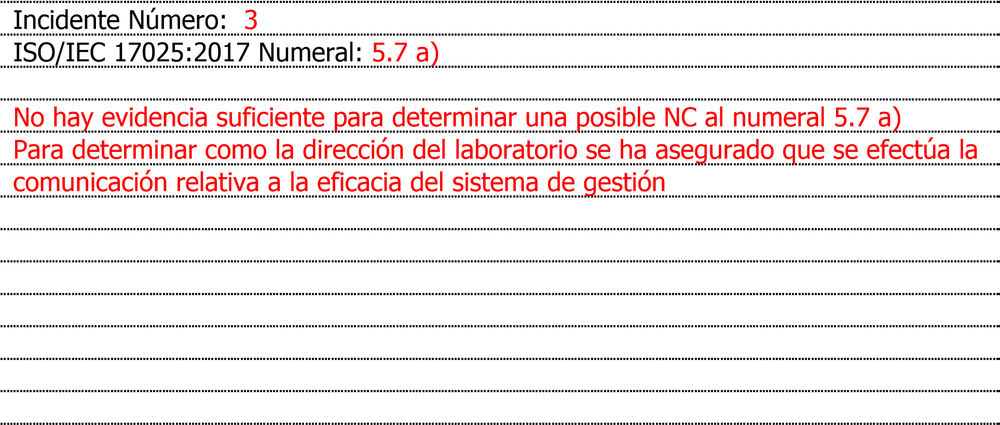 Incidente Número: 3
ISO/IEC 17025:2017 Numeral: 5.7 a)
No hay evidencia suficiente para determinar una posible NC al numeral 5.7 a)
Para determinar como la dirección del laboratorio se ha asegurado que se efectúa la
comunicación relativa a la eficacia del sistema de gestión